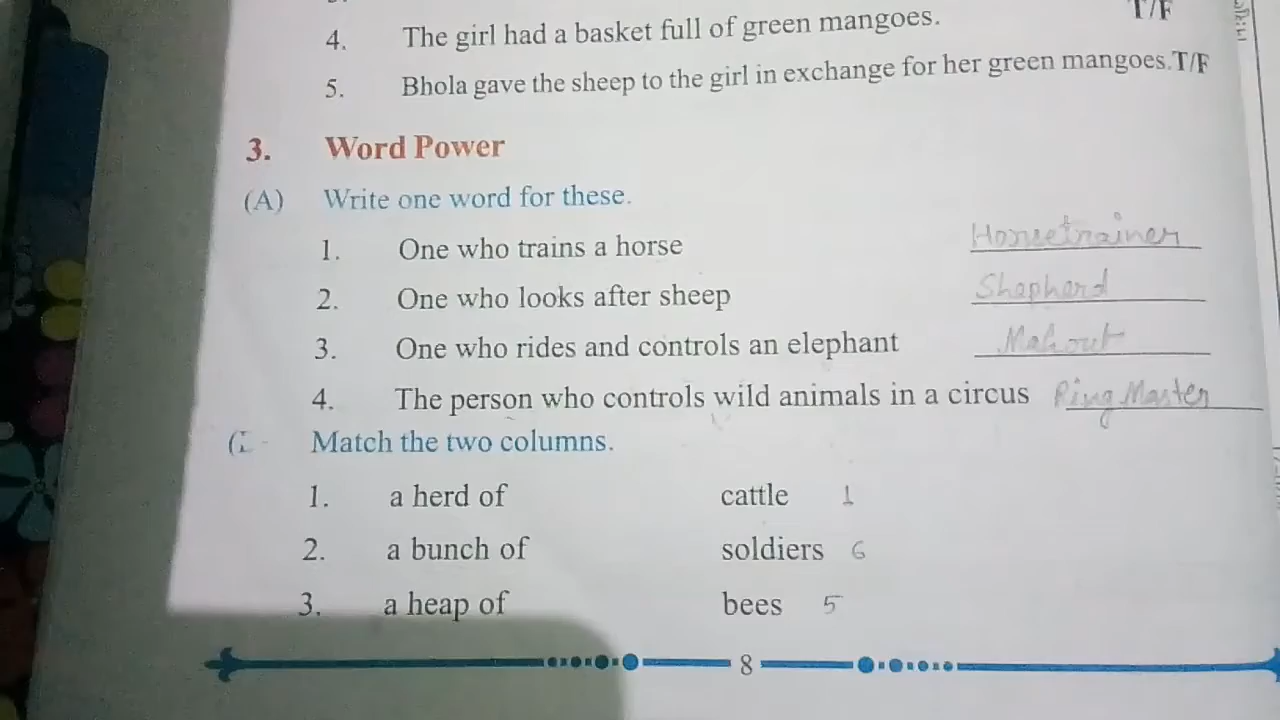 4. The girl had a basket full of green mangoes. T/F
5. Bhola gave the sheep to the girl in exchange for her green mangoes.T/F
3. Word Power
(A) Write one word for these.
1. One who trains a horse Horsetrainer
2. One who looks after sheep Shepherd
3. One who rides and controls an elephant Mahout
4. The person who controls wild animals in a circus Ring Master
Match the two columns.
1. a herd of cattle 1
2. a bunch of soldiers 6
3. a heap of bees 5
8